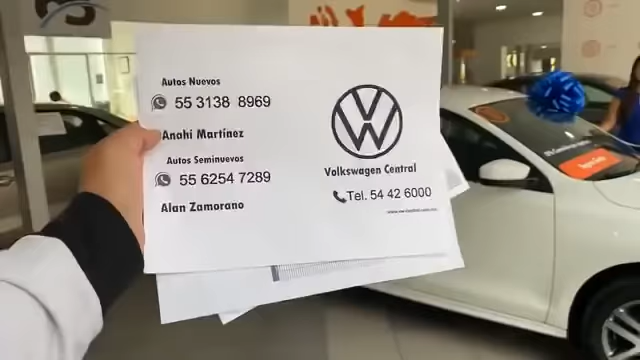 Autos Nuevos
55 3138 8969
Anahi Martínez
Autos Seminuevos
55 6254 7289
Alan Zamorano
Volkswagen Central
Tel. 54 42 6000